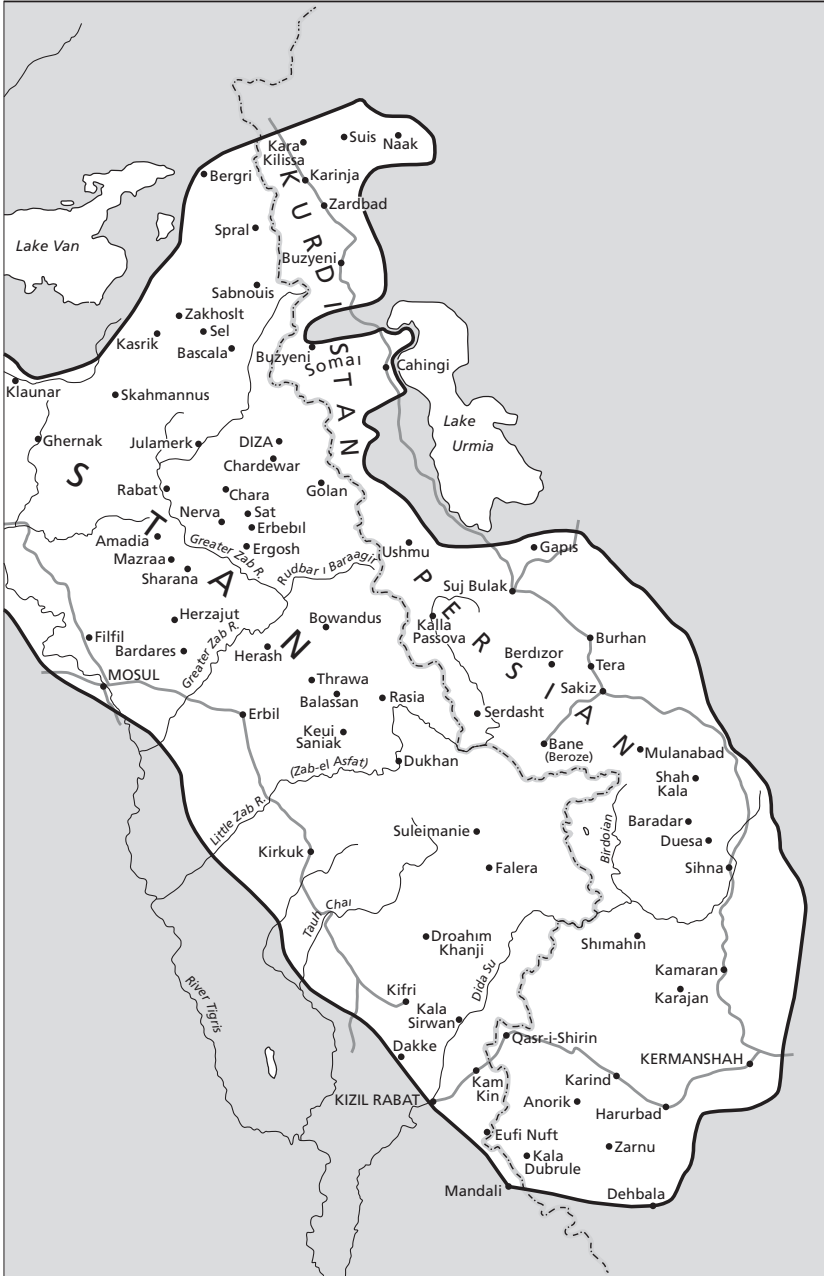 Suis
Naak
Kara
Kilissa
Bergri
Karinja
Zardbad
KURDISTAN
Spral
Lake Van
Buzyeni
Sabnouis
Zakhoslt
Sel
Kasrik
Bascala
Buzyeni
Somaı
Cahingi
Klaunar
Skahmannus
Lake
Urmia
Ghernak
Julamerk
DIZA
Chardewar
STAN
Rabat
Chara
Golan
Nerva
Sat
Erbebıl
Amadia
Greater Zab R.
Ergosh
Mazraa
Sharana
Rudbar ı Baraagir
Ushmu
Gapıs
PERSIAN
Suj Bulak
Herzajut
Bowandus
Kalla
Passova
Filfil
Bardares
Greater Zab R.
Herash
Burhan
Berdızor
Tera
MOSUL
Thrawa
Balassan
Rasia
Sakiz
Erbil
Serdasht
Keui
Saniak
Bane
(Beroze)
Mulanabad
(Zab-el Asfat)
Dukhan
Shah
Kala
Little Zab R.
Suleimanie
Birdoian
Baradar
Duesa
Kirkuk
Falera
Sihna
Tauh Chaı
Droahım
Khanji
Shımahin
Dida Su
Kamaran
Karajan
River Tigris
Kifri
Kala
Sirwan
Qasr-i-Shirin
Dakke
KERMANSHAH
Kam
Kin
Karind
KIZIL RABAT
Anorik
Harurbad
Eufi Nuft
Zarnu
Kala
Dubrule
Mandali
Dehbala